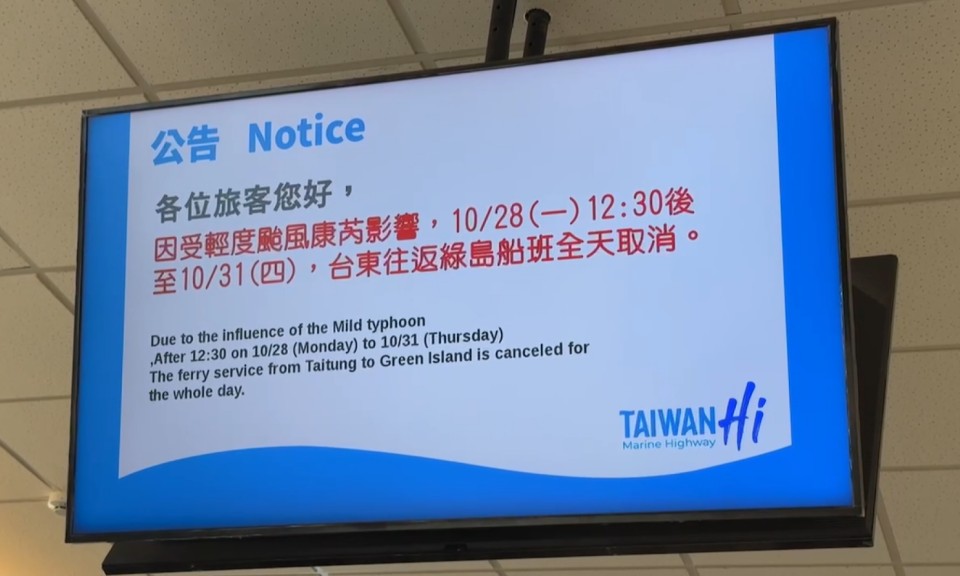 公告 Notice
各位旅客您好，
因受輕度颱風康芮影響，10/28(一)12:30後
至10/31(四)，台東往返綠島船班全天取消。
Due to the influence of the Mild typhoon
,After 12:30 on 10/28 (Monday) to 10/31 (Thursday)
The ferry service from Taitung to Green Island is canceled for
the whole day.
TAIWAN Hi
Marine Highway